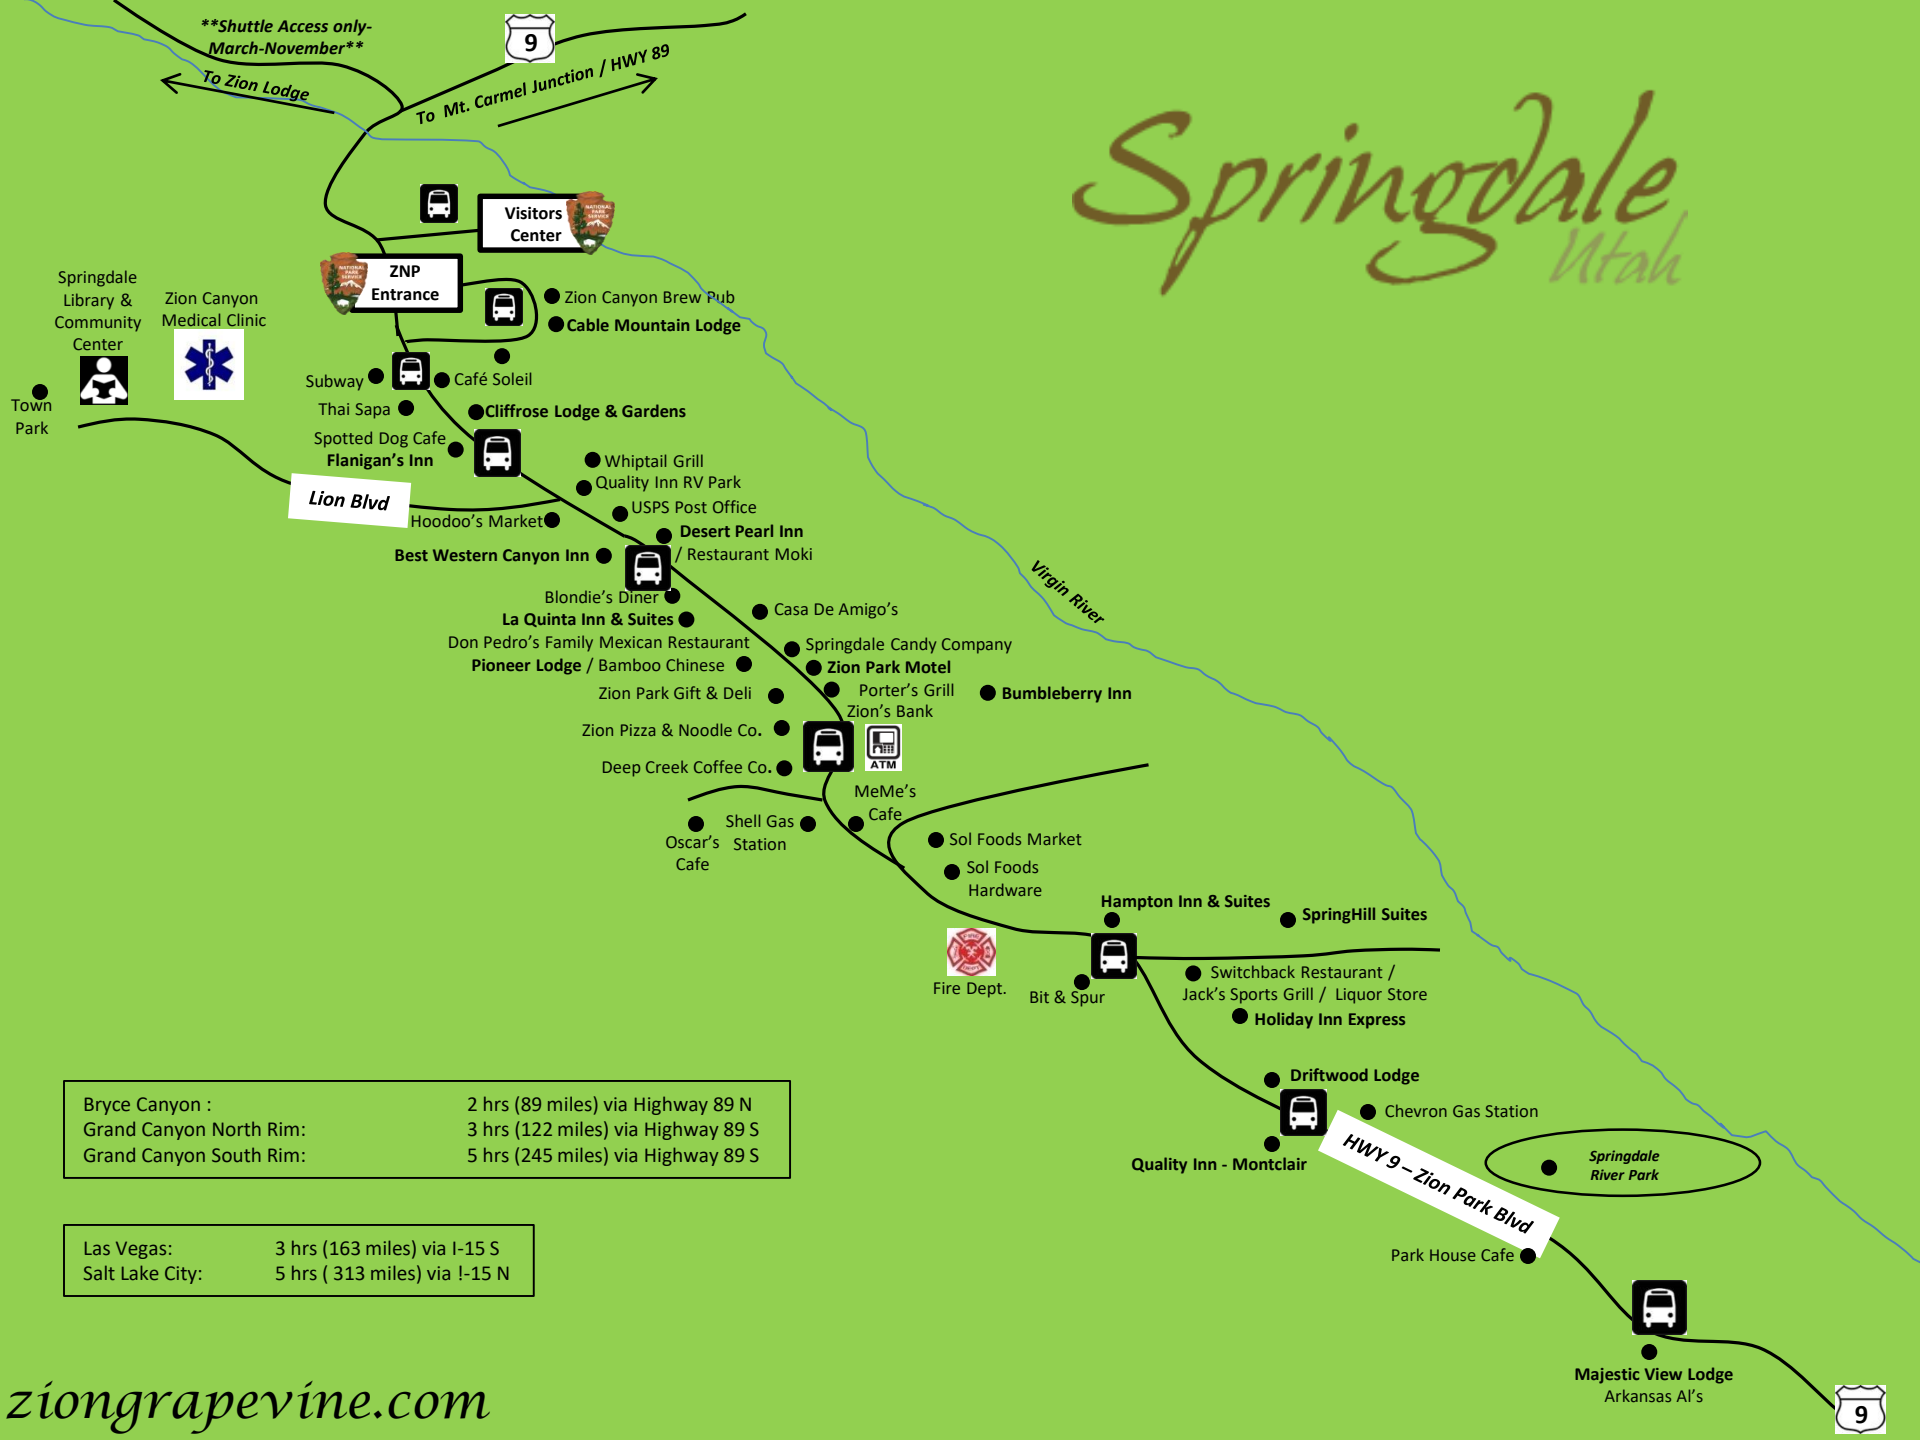 **Shuttle Access only-
March-November**
9
To Zion Lodge
To Mt. Carmel Junction / HWY 89
Springdale
Utah
Visitors
Center
NATIONAL
PARK
SERVICE
ZNP
Entrance
NATIONAL
PARK
SERVICE
Springdale
Library &
Community
Center
Zion Canyon
Medical Clinic
Zion Canyon Brew Pub
Cable Mountain Lodge
Town
Park
Subway
Café Soleil
Thai Sapa
Cliffrose Lodge & Gardens
Spotted Dog Cafe
Flanigan's Inn
Whiptail Grill
Quality Inn RV Park
Lion Blvd
USPS Post Office
Hoodoo's Market
Desert Pearl Inn
/ Restaurant Moki
Best Western Canyon Inn
Virgin River
Blondie's Diner
La Quinta Inn & Suites
Casa De Amigo's
Don Pedro's Family Mexican Restaurant
Springdale Candy Company
Pioneer Lodge / Bamboo Chinese
Zion Park Motel
Zion Park Gift & Deli
Porter's Grill
Bumbleberry Inn
Zion's Bank
Zion Pizza & Noodle Co.
ATM
Deep Creek Coffee Co.
MeMe's
Cafe
Shell Gas
Station
Oscar's
Cafe
Sol Foods Market
Sol Foods
Hardware
Hampton Inn & Suites
SpringHill Suites
FIRE
DEPT
Fire Dept.
Bit & Spur
Switchback Restaurant /
Jack's Sports Grill / Liquor Store
Holiday Inn Express
Driftwood Lodge
Chevron Gas Station
Quality Inn - Montclair
HWY 9 – Zion Park Blvd
Springdale
River Park
Park House Cafe
Majestic View Lodge
Arkansas Al's
9
Bryce Canyon : 2 hrs (89 miles) via Highway 89 N
Grand Canyon North Rim: 3 hrs (122 miles) via Highway 89 S
Grand Canyon South Rim: 5 hrs (245 miles) via Highway 89 S
Las Vegas: 3 hrs (163 miles) via I-15 S
Salt Lake City: 5 hrs ( 313 miles) via !-15 N
ziongrapevine.com